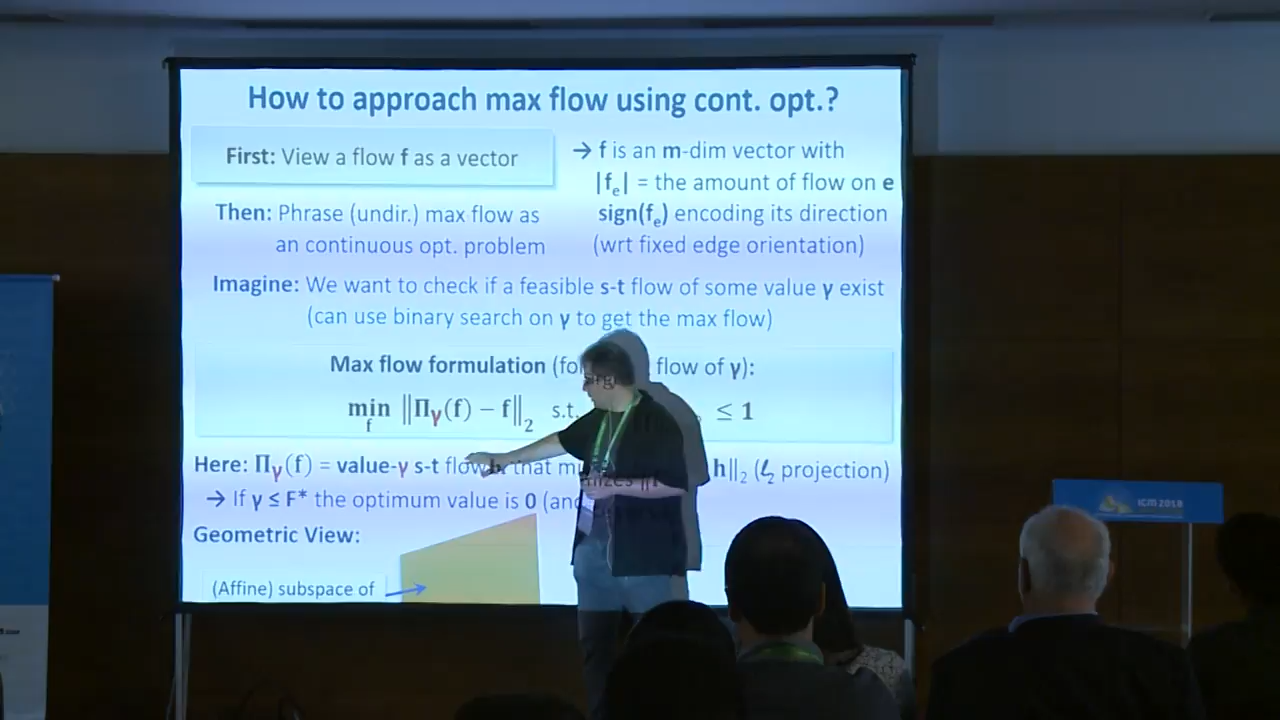 How to approach max flow using cont. opt.?
First: View a flow f as a vector
→ f is an m-dim vector with
|fₑ| = the amount of flow on e
sign(fₑ) encoding its direction
(wrt fixed edge orientation)
Then: Phrase (undir.) max flow as
an continuous opt. problem
Imagine: We want to check if a feasible s-t flow of some value γ exist
(can use binary search on γ to get the max flow)
Max flow formulation flow of γ):
min f ‖Πγ(f) − f‖₂ s.t. ≤ 1
Here: Πγ(f) = value-γ s-t flow h that h‖₂ (ℓ₂ projection)
→ If γ ≤ F* the optimum value is 0
Geometric View:
(Affine) subspace of
ICM 2018